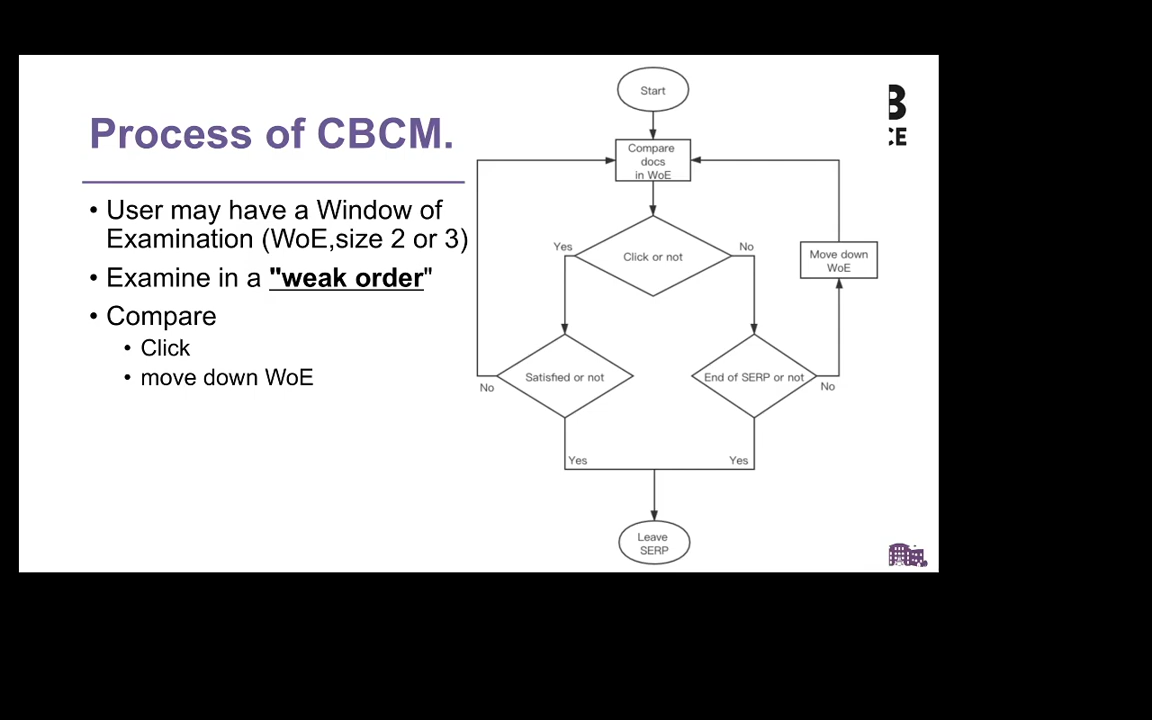 Process of CBCM.
• User may have a Window of
Examination (WoE,size 2 or 3)
• Examine in a "weak order"
• Compare
• Click
• move down WoE
Start
Compare
docs
in WoE
Click or not
Yes
No
Move down
WoE
Satisfied or not
End of SERP or not
No
No
Yes
Yes
Leave
SERP
CE